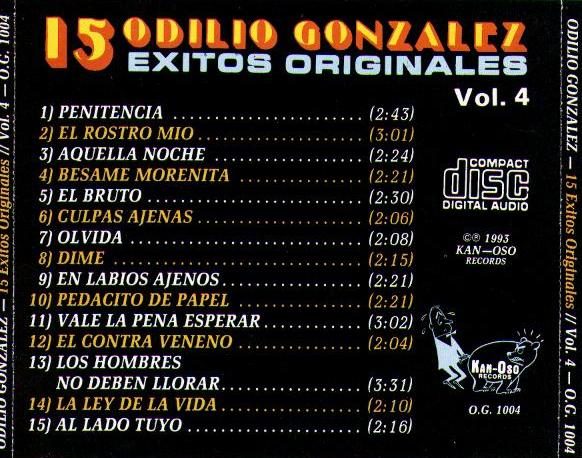 15 ODILIO GONZALEZ
EXITOS ORIGINALES
Vol. 4
1) PENITENCIA ...................... (2:43)
2) EL ROSTRO MIO .................. (3:01)
3) AQUELLA NOCHE ................. (2:24)
4) BESAME MORENITA .............. (2:21)
5) EL BRUTO ........................ (2:30)
6) CULPAS AJENAS .................. (2:06)
7) OLVIDA .......................... (2:08)
8) DIME ............................ (2:15)
9) EN LABIOS AJENOS ............... (2:21)
10) PEDACITO DE PAPEL .............. (2:21)
11) VALE LA PENA ESPERAR ........... (3:02)
12) EL CONTRA VENENO .............. (2:04)
13) LOS HOMBRES
NO DEBEN LLORAR ................ (3:31)
14) LA LEY DE LA VIDA ............... (2:10)
15) AL LADO TUYO ................... (2:16)
COMPACT
disc
DIGITAL AUDIO
©℗ 1993
KAN–OSO
RECORDS
KAN-OSO
RECORDS
O.G. 1004
ODILIO GONZALEZ – 15 Exitos Originales // Vol. 4 – O.G. 1004
ODILIO GONZALEZ — 15 Exitos Originales // Vol. 4 — O.G. 1004